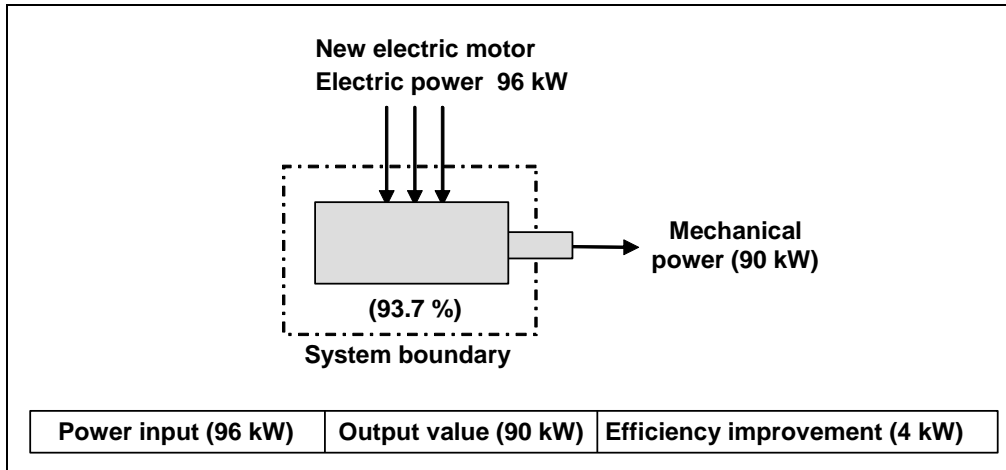 New electric motor
Electric power 96 kW
Mechanical
power (90 kW)
(93.7 %)
System boundary
Power input (96 kW) Output value (90 kW) Efficiency improvement (4 kW)